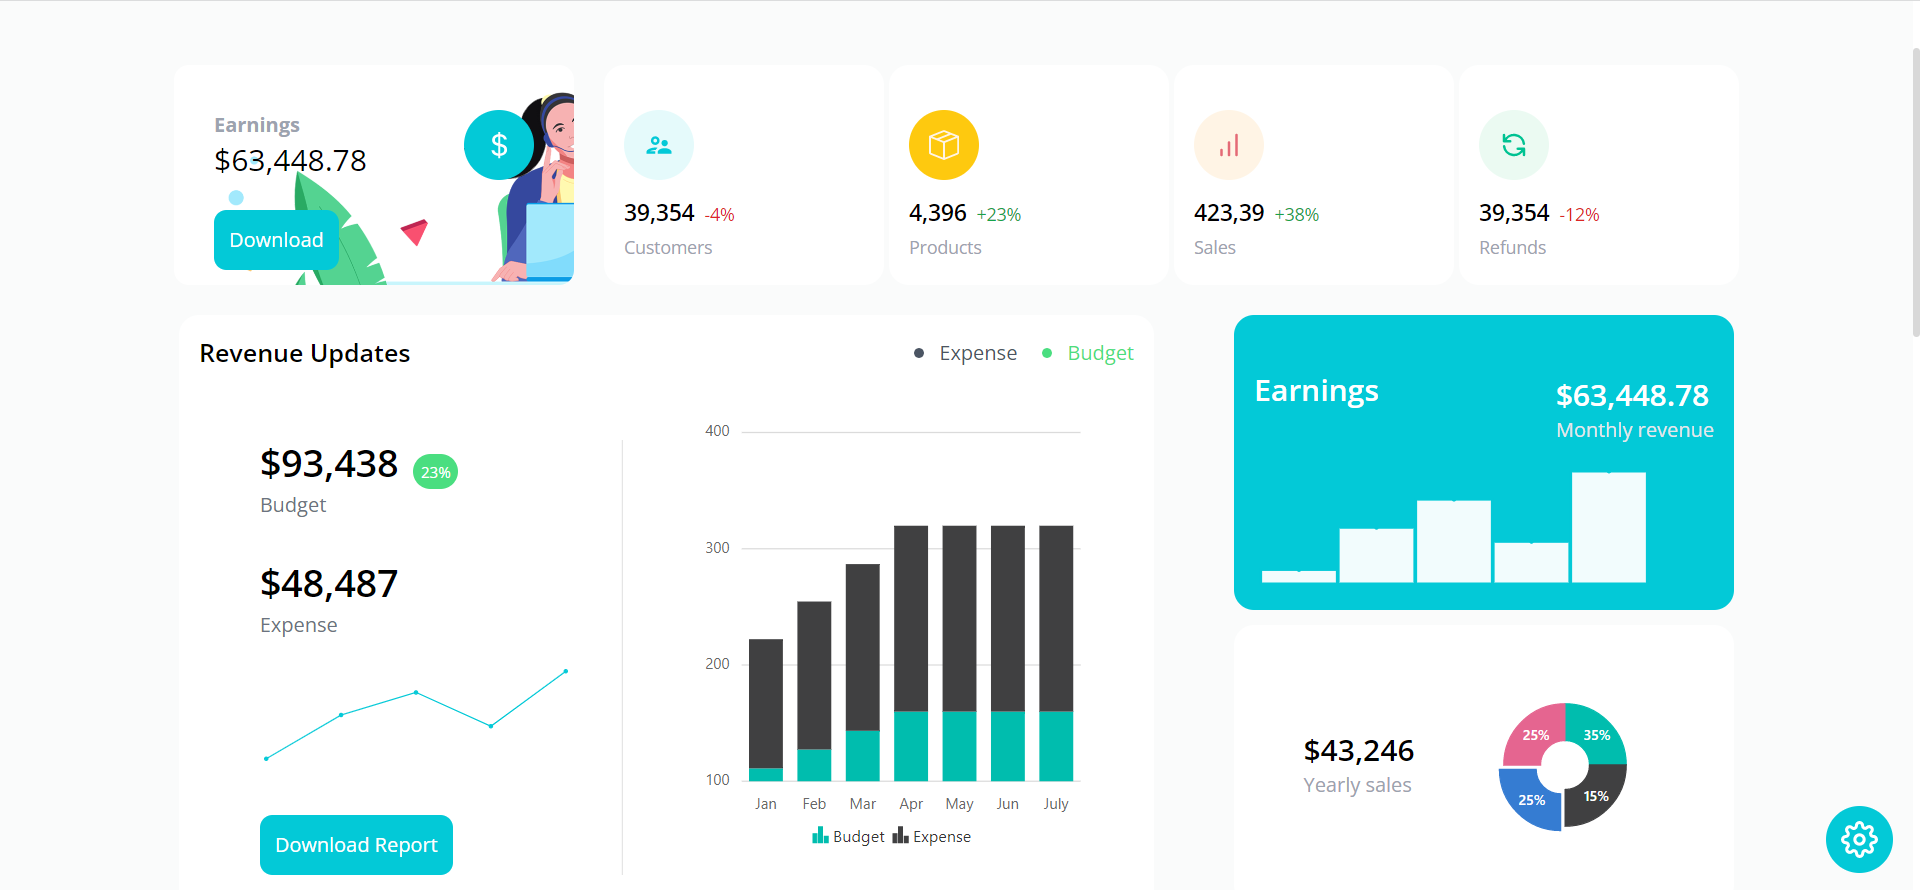 Earnings
$63,448.78
$
Download
39,354 -4%
Customers
4,396 +23%
Products
423,39 +38%
Sales
39,354 -12%
Refunds
Revenue Updates
Expense
Budget
$93,438 23%
Budget
$48,487
Expense
Download Report
400
300
200
100
Jan Feb Mar Apr May Jun July
Budget Expense
Earnings
$63,448.78
Monthly revenue
$43,246
Yearly sales
25% 35%
25% 15%